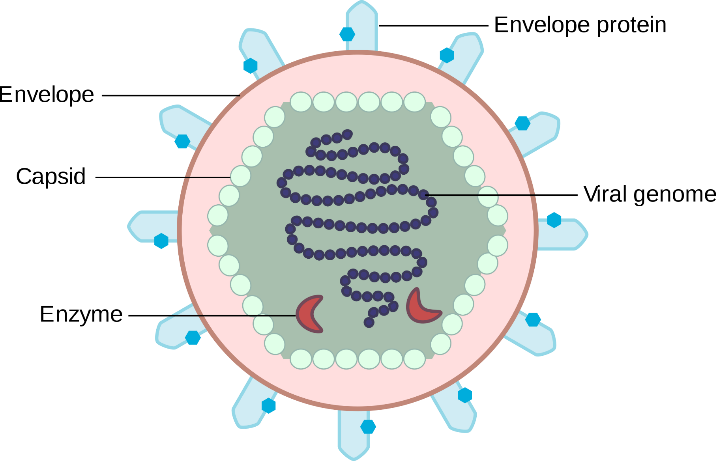 Envelope protein
Envelope
Capsid
Viral genome
Enzyme